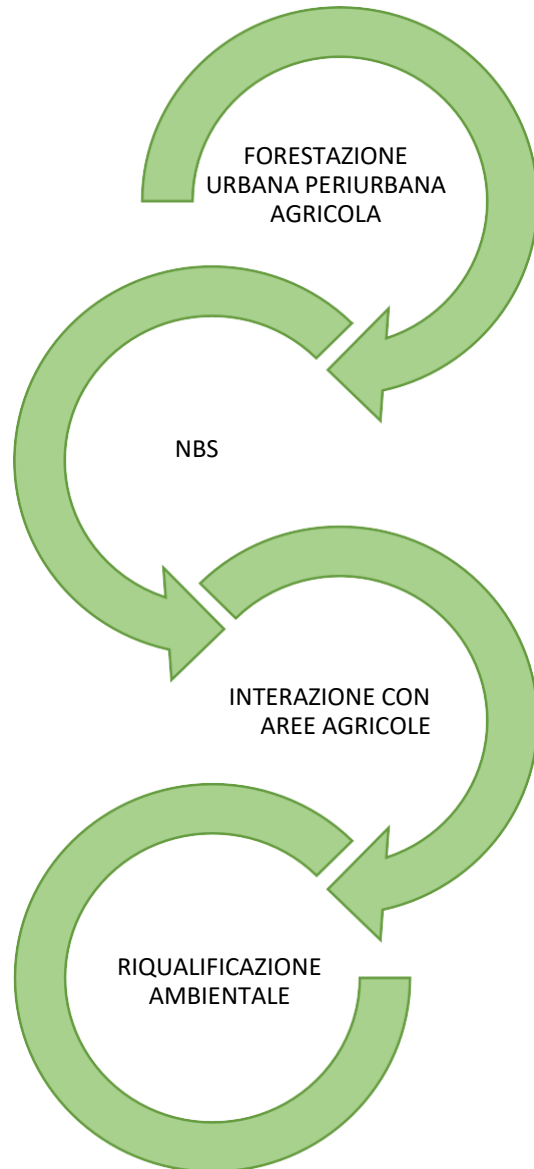 FORESTAZIONE
URBANA PERIURBANA
AGRICOLA
NBS
INTERAZIONE CON
AREE AGRICOLE
RIQUALIFICAZIONE
AMBIENTALE